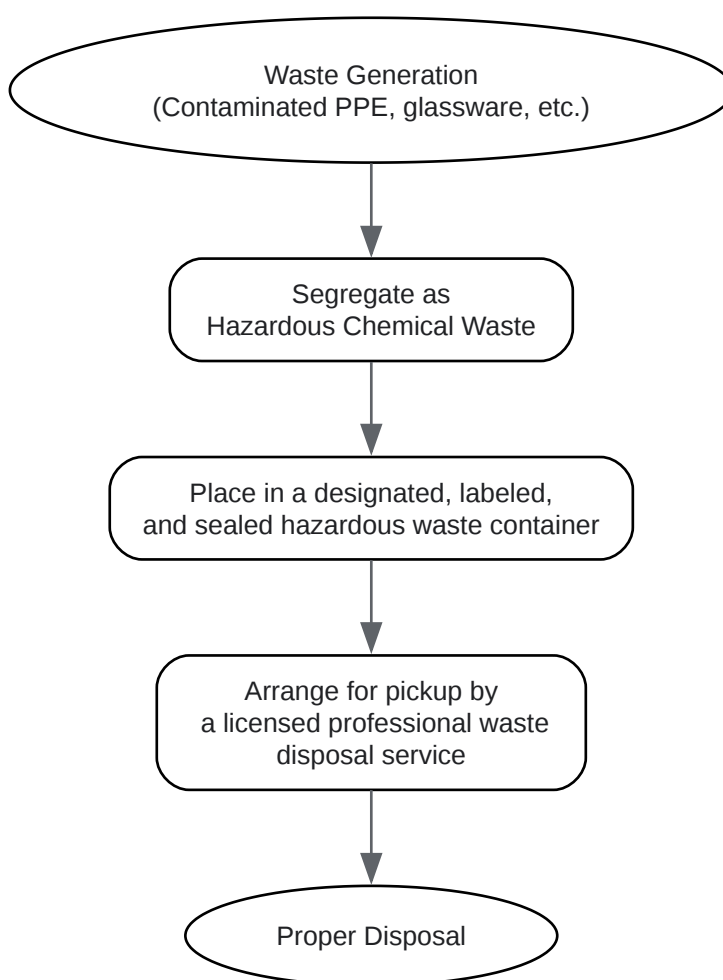 Waste Generation
(Contaminated PPE, glassware, etc.)
Segregate as
Hazardous Chemical Waste
Place in a designated, labeled,
and sealed hazardous waste container
Arrange for pickup by
a licensed professional waste
disposal service
Proper Disposal